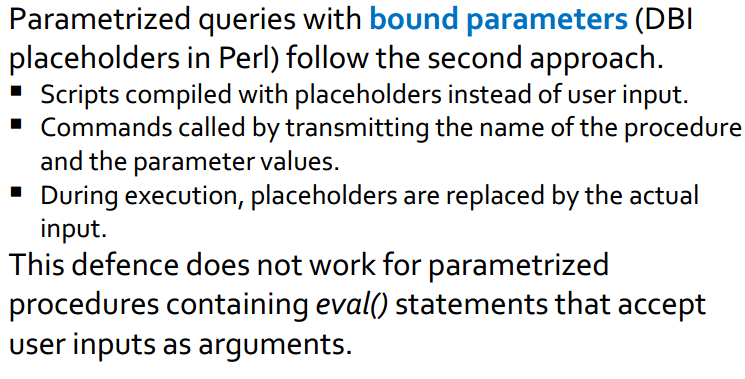 Parametrized queries with bound parameters (DBI
placeholders in Perl) follow the second approach.
▪ Scripts compiled with placeholders instead of user input.
▪ Commands called by transmitting the name of the procedure
and the parameter values.
▪ During execution, placeholders are replaced by the actual
input.
This defence does not work for parametrized
procedures containing eval() statements that accept
user inputs as arguments.